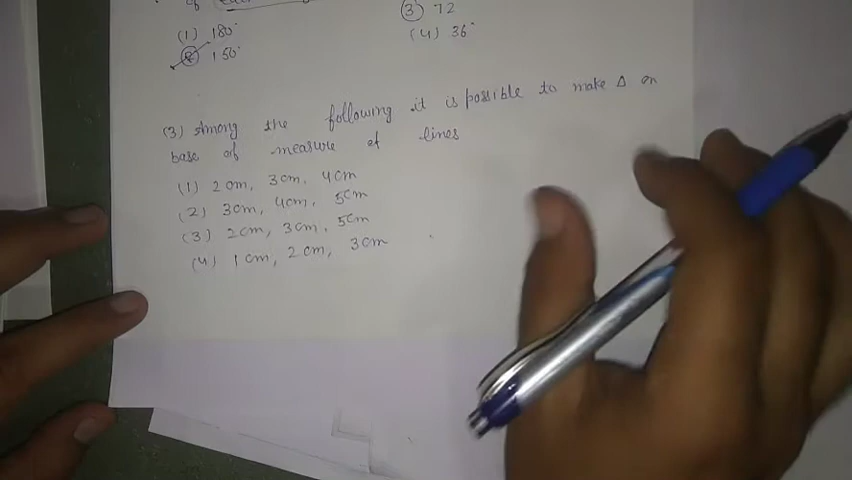 of each
(1) 180°
(2) 150°
(3) 72
(4) 36°
(3) Among the following it is possible to make Δ on
base of measure of lines
(1) 2cm, 3cm, 4cm
(2) 3cm, 4cm, 5cm
(3) 2cm, 3cm, 5cm
(4) 1cm, 2cm, 3cm